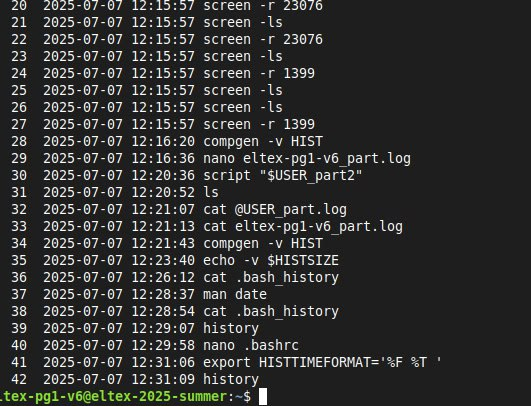 20 2025-07-07 12:15:57 screen -r 23076
21 2025-07-07 12:15:57 screen -ls
22 2025-07-07 12:15:57 screen -r 23076
23 2025-07-07 12:15:57 screen -ls
24 2025-07-07 12:15:57 screen -r 1399
25 2025-07-07 12:15:57 screen -ls
26 2025-07-07 12:15:57 screen -ls
27 2025-07-07 12:15:57 screen -r 1399
28 2025-07-07 12:16:20 compgen -v HIST
29 2025-07-07 12:16:36 nano eltex-pg1-v6_part.log
30 2025-07-07 12:20:36 script "$USER_part2"
31 2025-07-07 12:20:52 ls
32 2025-07-07 12:21:07 cat @USER_part.log
33 2025-07-07 12:21:13 cat eltex-pg1-v6_part.log
34 2025-07-07 12:21:43 compgen -v HIST
35 2025-07-07 12:23:40 echo -v $HISTSIZE
36 2025-07-07 12:26:12 cat .bash_history
37 2025-07-07 12:28:37 man date
38 2025-07-07 12:28:54 cat .bash_history
39 2025-07-07 12:29:07 history
40 2025-07-07 12:29:58 nano .bashrc
41 2025-07-07 12:31:06 export HISTTIMEFORMAT='%F %T '
42 2025-07-07 12:31:09 history
ltex-pg1-v6@eltex-2025-summer:~$